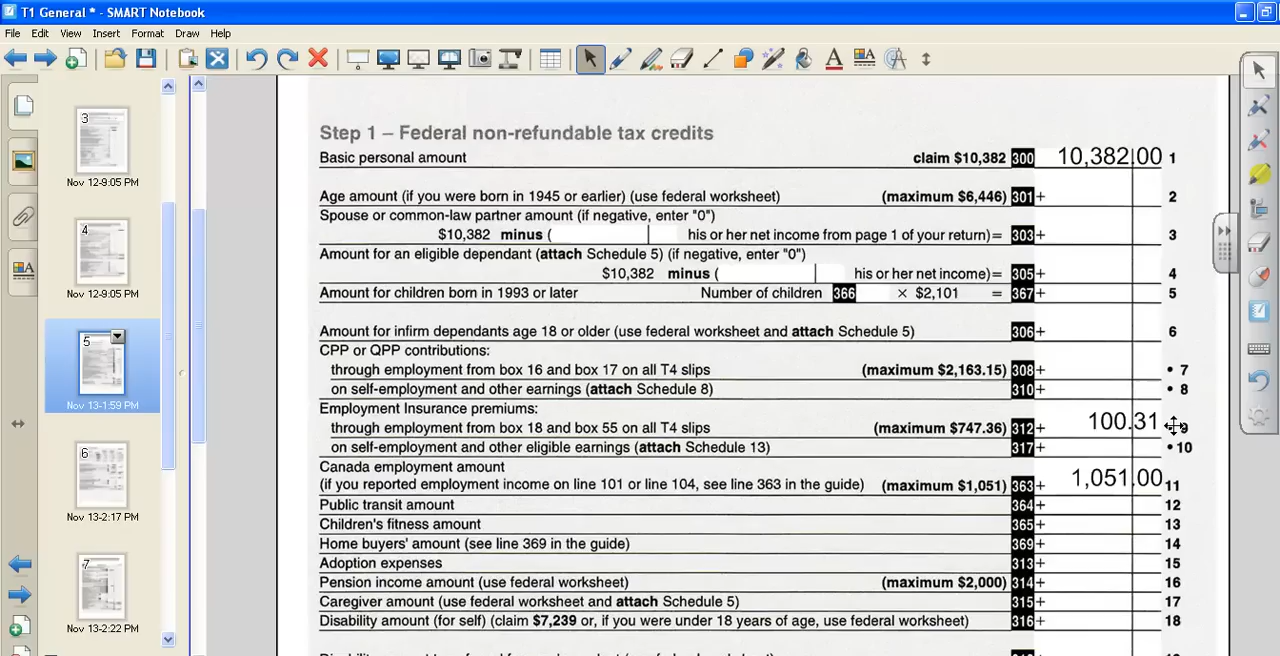 T1 General * - SMART Notebook
File Edit View Insert Format Draw Help
3
Nov 12-9:05 PM
4
Nov 12-9:05 PM
5
Nov 13-1:59 PM
6
Nov 13-2:17 PM
7
Nov 13-2:22 PM
Step 1 – Federal non-refundable tax credits
Basic personal amount claim $10,382 300 10,382.00 1
Age amount (if you were born in 1945 or earlier) (use federal worksheet) (maximum $6,446) 301 + 2
Spouse or common-law partner amount (if negative, enter "0")
$10,382 minus ( his or her net income from page 1 of your return) = 303 + 3
Amount for an eligible dependant (attach Schedule 5) (if negative, enter "0")
$10,382 minus ( his or her net income) = 305 + 4
Amount for children born in 1993 or later Number of children 366 × $2,101 = 367 + 5
Amount for infirm dependants age 18 or older (use federal worksheet and attach Schedule 5) 306 + 6
CPP or QPP contributions:
through employment from box 16 and box 17 on all T4 slips (maximum $2,163.15) 308 + • 7
on self-employment and other earnings (attach Schedule 8) 310 + • 8
Employment Insurance premiums:
through employment from box 18 and box 55 on all T4 slips (maximum $747.36) 312 + 100.31 9
on self-employment and other eligible earnings (attach Schedule 13) 317 + • 10
Canada employment amount
(if you reported employment income on line 101 or line 104, see line 363 in the guide) (maximum $1,051) 363 + 1,051.00 11
Public transit amount 364 + 12
Children's fitness amount 365 + 13
Home buyers' amount (see line 369 in the guide) 369 + 14
Adoption expenses 313 + 15
Pension income amount (use federal worksheet) (maximum $2,000) 314 + 16
Caregiver amount (use federal worksheet and attach Schedule 5) 315 + 17
Disability amount (for self) (claim $7,239 or, if you were under 18 years of age, use federal worksheet) 316 + 18